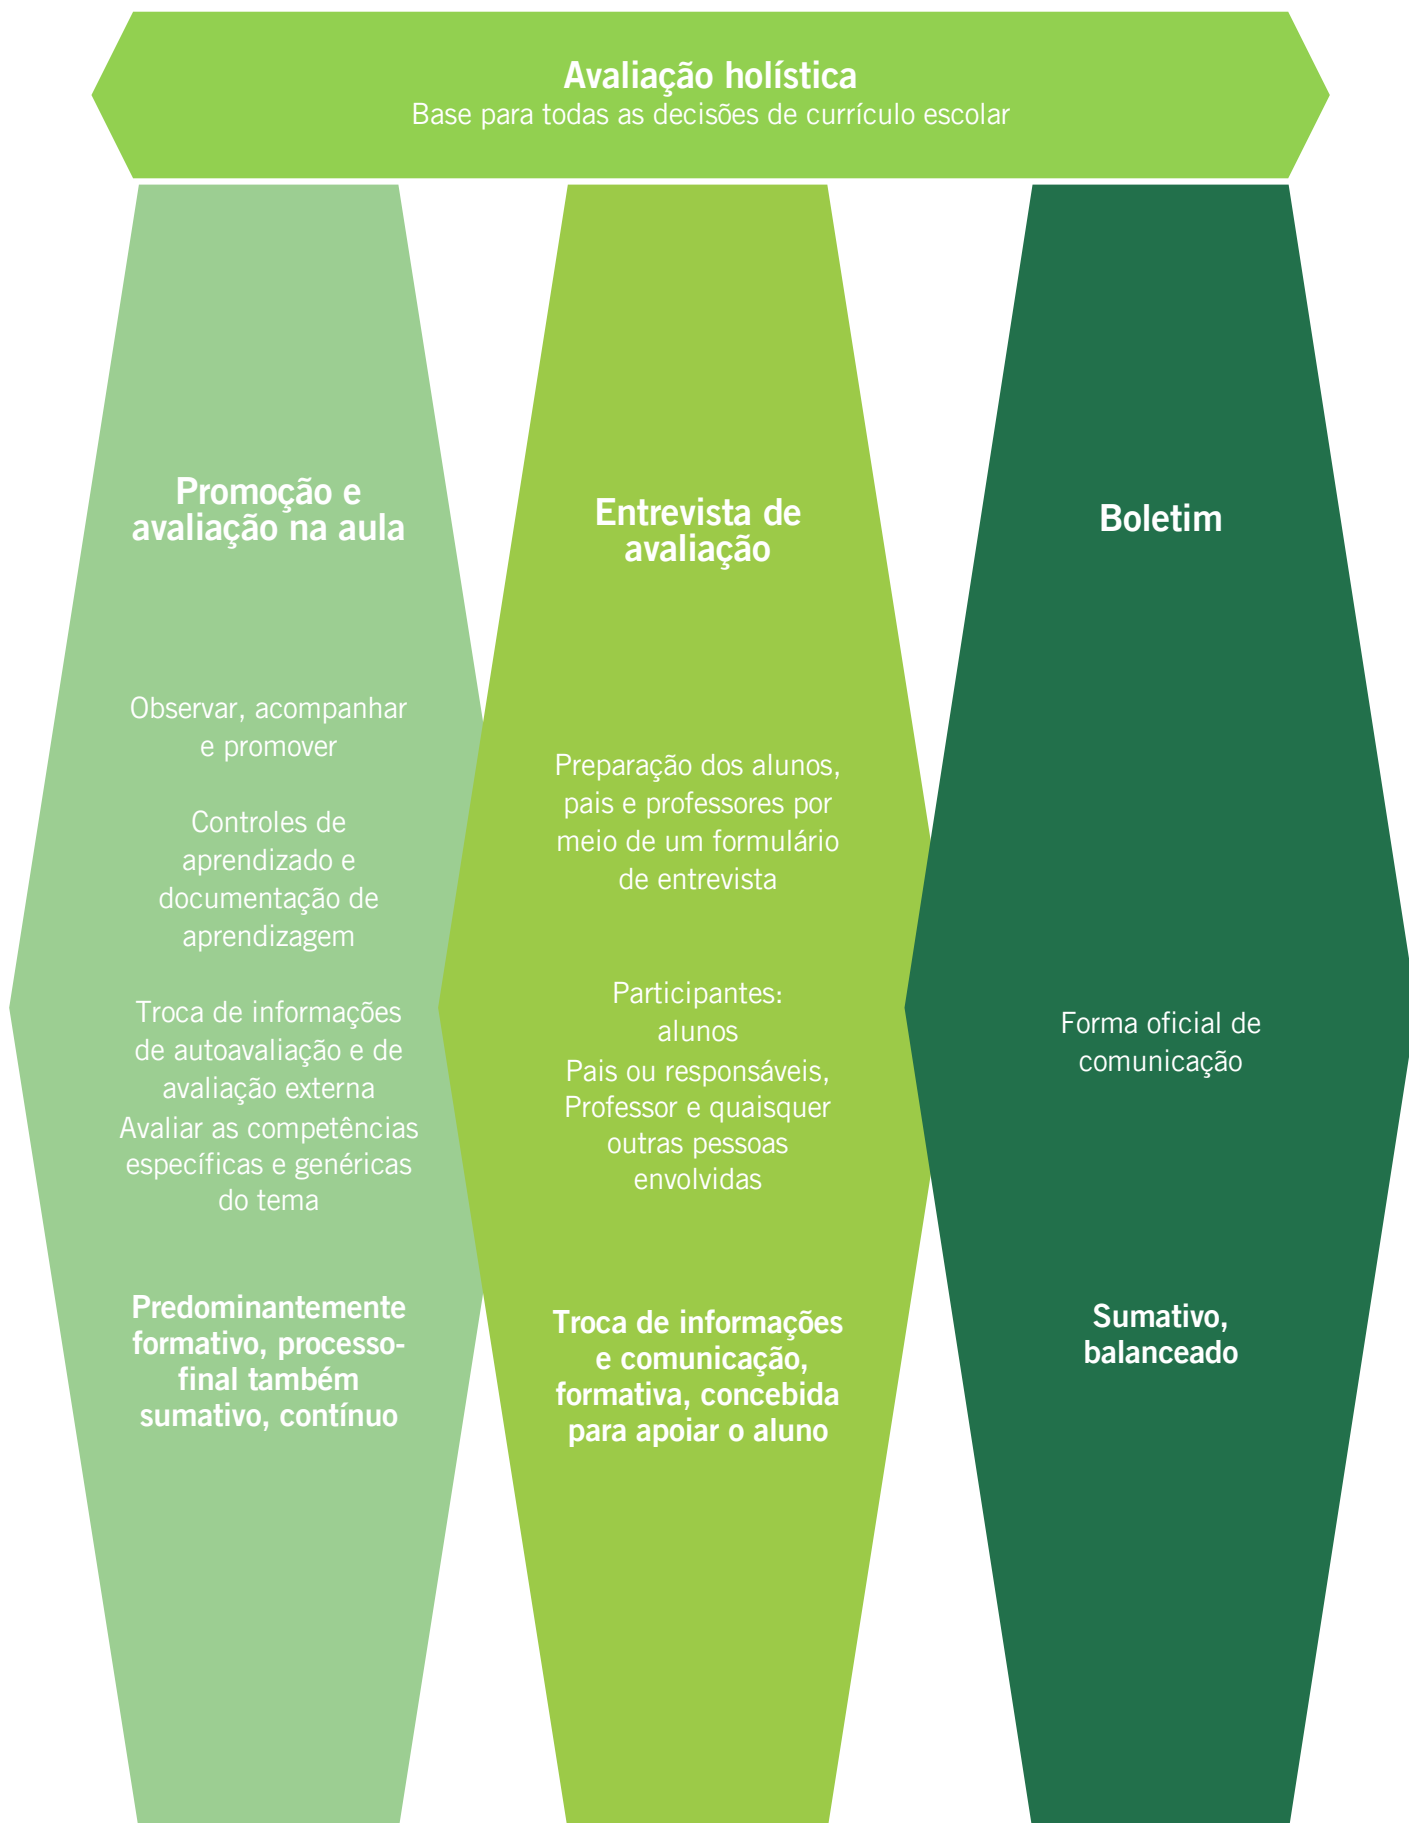 Avaliação holística
Base para todas as decisões de currículo escolar
Promoção e
avaliação na aula
Observar, acompanhar
e promover
Controles de
aprendizado e
documentação de
aprendizagem
Troca de informações
de autoavaliação e de
avaliação externa
Avaliar as competências
específicas e genéricas
do tema
Predominantemente
formativo, processo-
final também
sumativo, contínuo
Entrevista de
avaliação
Preparação dos alunos,
pais e professores por
meio de um formulário
de entrevista
Participantes:
alunos
Pais ou responsáveis,
Professor e quaisquer
outras pessoas
envolvidas
Troca de informações
e comunicação,
formativa, concebida
para apoiar o aluno
Boletim
Forma oficial de
comunicação
Sumativo,
balanceado